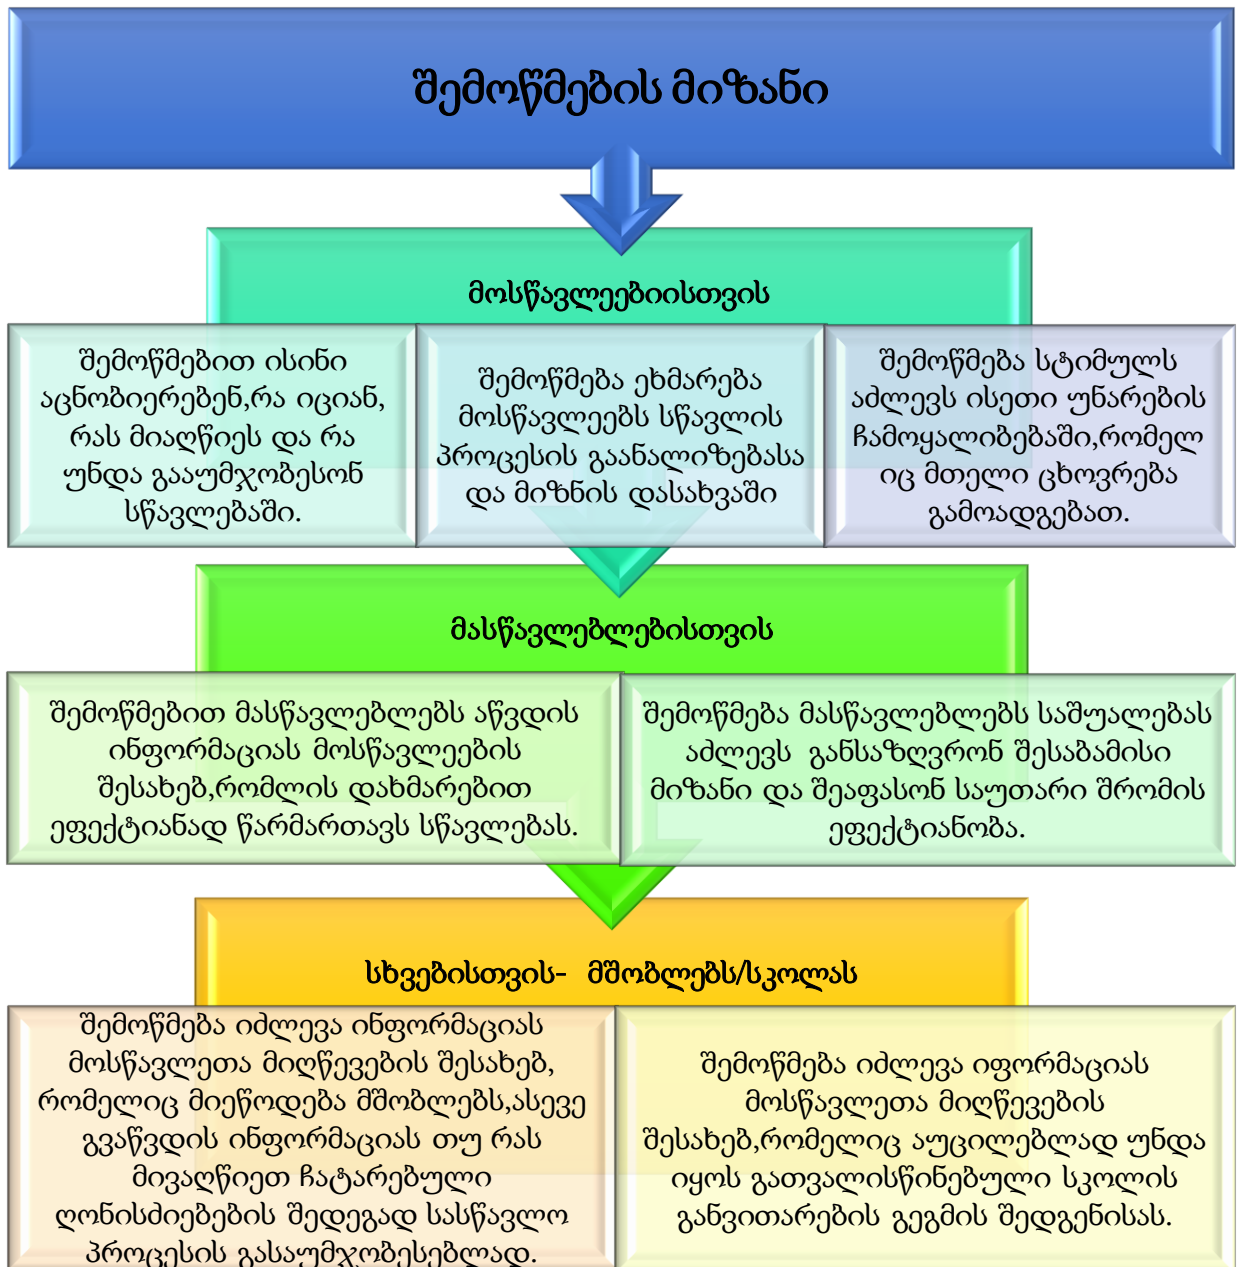 შემოწმების მიზანი
მოსწავლეებიისთვის
შემოწმებით ისინი
აცნობიერებენ,რა იციან,
რას მიაღწიეს და რა
უნდა გააუმჯობესონ
სწავლებაში.
შემოწმება ეხმარება
მოსწავლეებს სწავლის
პროცესის გაანალიზებასა
და მიზნის დასახვაში
შემოწმება სტიმულს
აძლევს ისეთი უნარების
ჩამოყალიბებაში,რომელ
იც მთელი ცხოვრება
გამოადგებათ.
მასწავლებლებისთვის
შემოწმებით მასწავლებლებს აწვდის
ინფორმაციას მოსწავლეების
შესახებ,რომლის დახმარებით
ეფექტიანად წარმართავს სწავლებას.
შემოწმება მასწავლებლებს საშუალებას
აძლევს განსაზღვრონ შესაბამისი
მიზანი და შეაფასონ საუთარი შრომის
ეფექტიანობა.
სხვებისთვის- მშობლებს/სკოლას
შემოწმება იძლევა ინფორმაციას
მოსწავლეთა მიღწევების შესახებ,
რომელიც მიეწოდება მშობლებს,ასევე
გვაწვდის ინფორმაციას თუ რას
მივაღწიეთ ჩატარებული
ღონისძიებების შედეგად სასწავლო
პროცესის გასაუმჯობესებლად.
შემოწმება იძლევა იფორმაციას
მოსწავლეთა მიღწევების
შესახებ,რომელიც აუცილებლად უნდა
იყოს გათვალისწინებული სკოლის
განვითარების გეგმის შედგენისას.